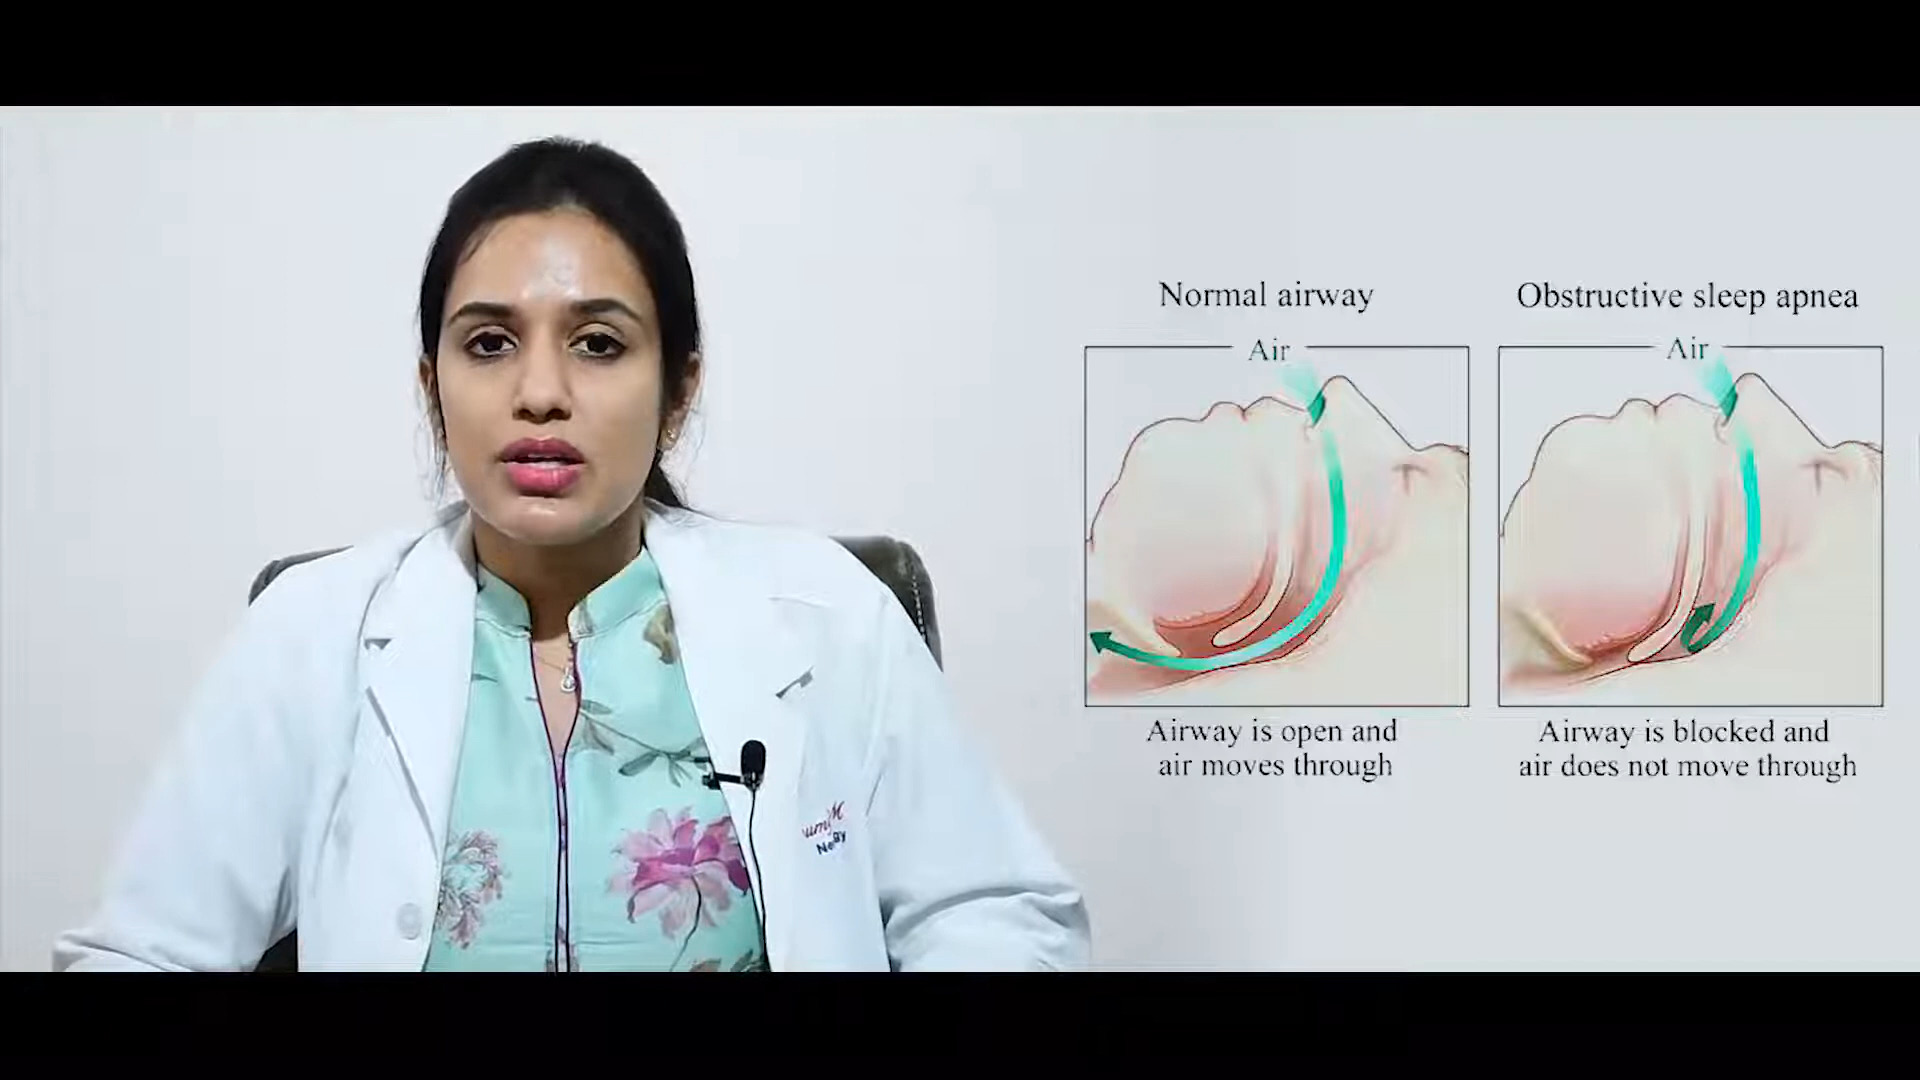 Normal airway
Air
Airway is open and
air moves through
Obstructive sleep apnea
Air
Airway is blocked and
air does not move through